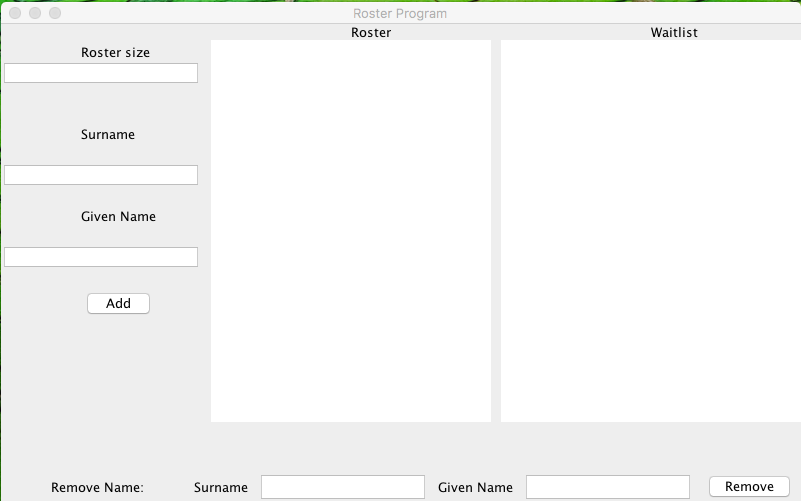 Roster Program
Roster Waitlist
Roster size
Surname
Given Name
Add
Remove Name: Surname Given Name Remove